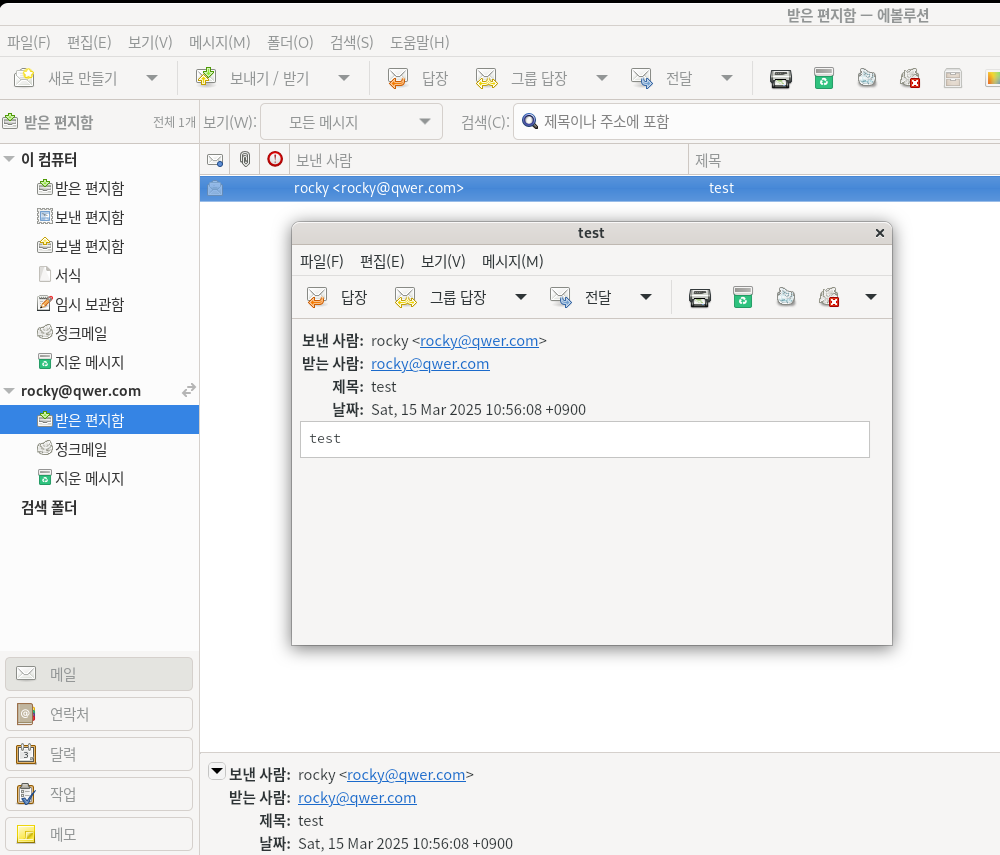 받은 편지함 — 에볼루션
파일(F) 편집(E) 보기(V) 메시지(M) 폴더(O) 검색(S) 도움말(H)
새로 만들기 보내기 / 받기 답장 그룹 답장 전달
받은 편지함 전체 1개 보기(W): 모든 메시지 검색(C): 제목이나 주소에 포함
보낸 사람 제목
rocky <rocky@qwer.com> test
이 컴퓨터
받은 편지함
보낸 편지함
보낼 편지함
서식
임시 보관함
정크메일
지운 메시지
rocky@qwer.com
받은 편지함
정크메일
지운 메시지
검색 폴더
메일
연락처
달력
작업
메모
test
파일(F) 편집(E) 보기(V) 메시지(M)
답장 그룹 답장 전달
보낸 사람: rocky <rocky@qwer.com>
받는 사람: rocky@qwer.com
제목: test
날짜: Sat, 15 Mar 2025 10:56:08 +0900
test
보낸 사람: rocky <rocky@qwer.com>
받는 사람: rocky@qwer.com
제목: test
날짜: Sat, 15 Mar 2025 10:56:08 +0900